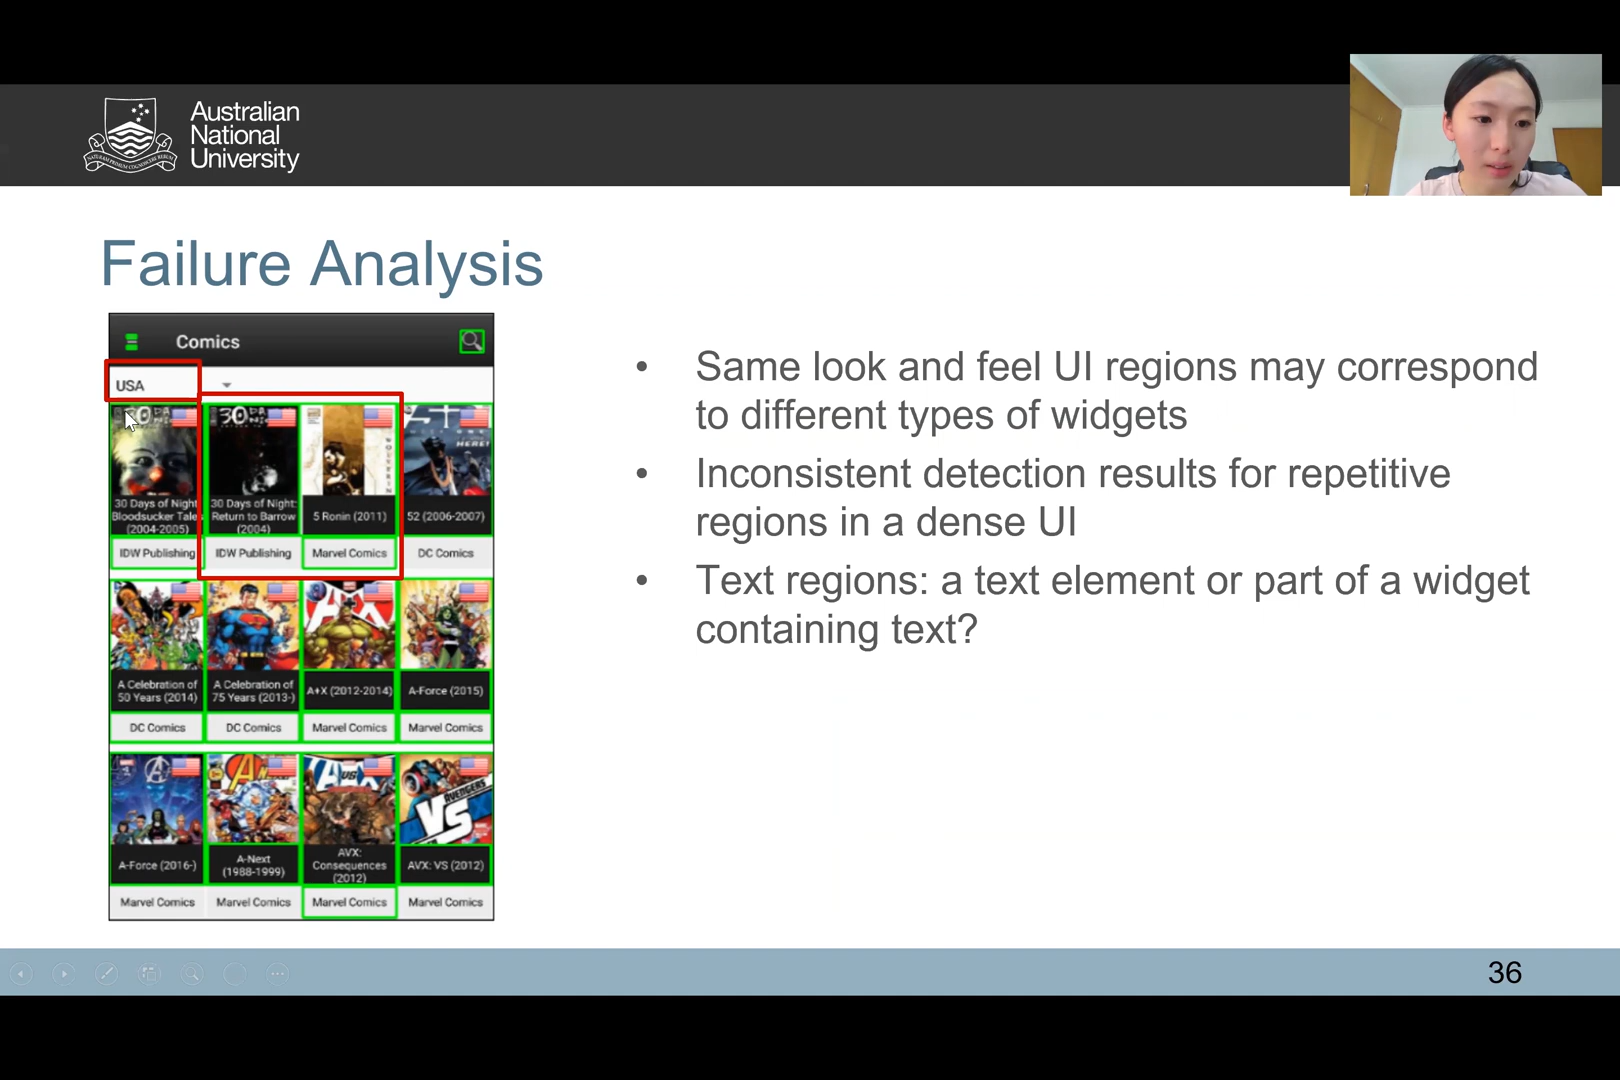 Australian
National
University
Failure Analysis
Comics
USA
30 Days of Night: 30 Days of Night: 5 Ronin (2011) 52 (2006-2007)
Bloodsucker Tales Return to Barrow
(2004-2005) (2004)
IDW Publishing IDW Publishing Marvel Comics DC Comics
A Celebration of A Celebration of A+X (2012-2014) A-Force (2015)
50 Years (2014) 75 Years (2013-)
DC Comics DC Comics Marvel Comics Marvel Comics
AVENGERS
VS
A-Force (2016-) A-Next AVX: AVX: VS (2012)
(1988-1999) Consequences
(2012)
Marvel Comics Marvel Comics Marvel Comics Marvel Comics
• Same look and feel UI regions may correspond
to different types of widgets
• Inconsistent detection results for repetitive
regions in a dense UI
• Text regions: a text element or part of a widget
containing text?
36